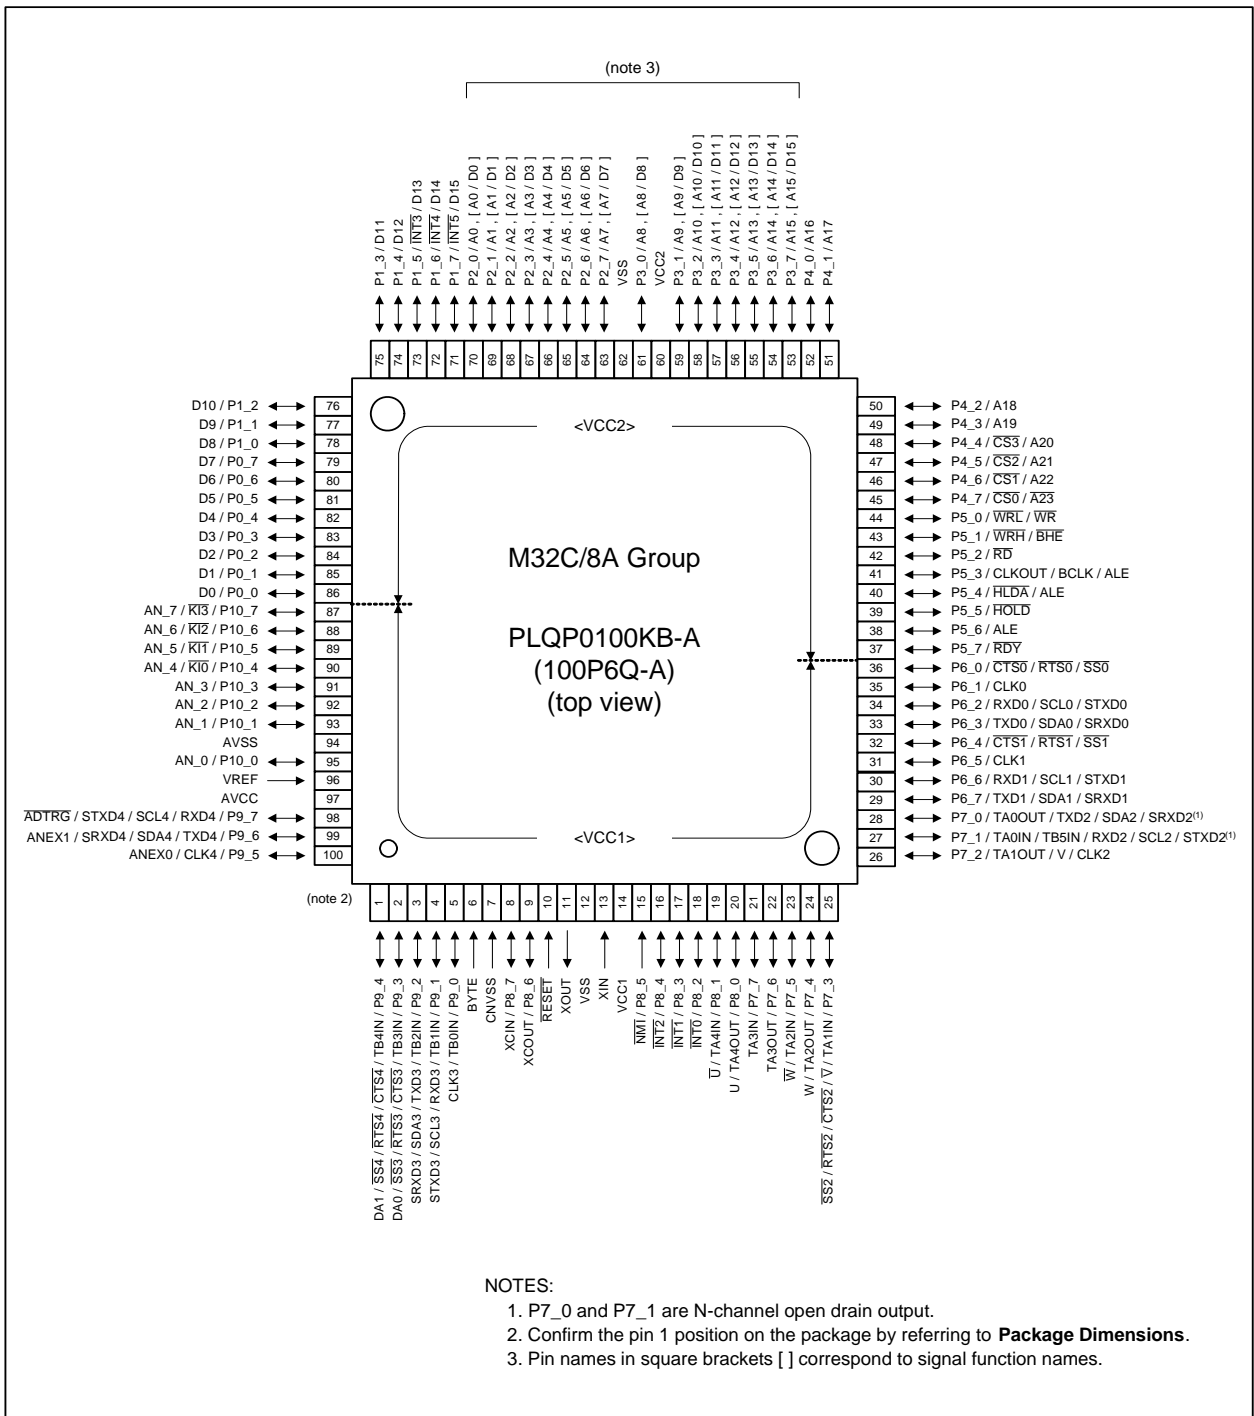 (note 3)
P1_3 / D11
P1_4 / D12
P1_5 / INT3 / D13
P1_6 / INT4 / D14
P1_7 / INT5 / D15
P2_0 / A0 , [ A0 / D0 ]
P2_1 / A1 , [ A1 / D1 ]
P2_2 / A2 , [ A2 / D2 ]
P2_3 / A3 , [ A3 / D3 ]
P2_4 / A4 , [ A4 / D4 ]
P2_5 / A5 , [ A5 / D5 ]
P2_6 / A6 , [ A6 / D6 ]
P2_7 / A7 , [ A7 / D7 ]
VSS
P3_0 / A8 , [ A8 / D8 ]
VCC2
P3_1 / A9 , [ A9 / D9 ]
P3_2 / A10 , [ A10 / D10 ]
P3_3 / A11 , [ A11 / D11 ]
P3_4 / A12 , [ A12 / D12 ]
P3_5 / A13 , [ A13 / D13 ]
P3_6 / A14 , [ A14 / D14 ]
P3_7 / A15 , [ A15 / D15 ]
P4_0 / A16
P4_1 / A17
75 74 73 72 71 70 69 68 67 66 65 64 63 62 61 60 59 58 57 56 55 54 53 52 51
D10 / P1_2 76
D9 / P1_1 77
D8 / P1_0 78
D7 / P0_7 79
D6 / P0_6 80
D5 / P0_5 81
D4 / P0_4 82
D3 / P0_3 83
D2 / P0_2 84
D1 / P0_1 85
D0 / P0_0 86
AN_7 / KI3 / P10_7 87
AN_6 / KI2 / P10_6 88
AN_5 / KI1 / P10_5 89
AN_4 / KI0 / P10_4 90
AN_3 / P10_3 91
AN_2 / P10_2 92
AN_1 / P10_1 93
AVSS 94
AN_0 / P10_0 95
VREF 96
AVCC 97
ADTRG / STXD4 / SCL4 / RXD4 / P9_7 98
ANEX1 / SRXD4 / SDA4 / TXD4 / P9_6 99
ANEX0 / CLK4 / P9_5 100
<VCC2>
M32C/8A Group
PLQP0100KB-A
(100P6Q-A)
(top view)
<VCC1>
50 P4_2 / A18
49 P4_3 / A19
48 P4_4 / CS3 / A20
47 P4_5 / CS2 / A21
46 P4_6 / CS1 / A22
45 P4_7 / CS0 / A23
44 P5_0 / WRL / WR
43 P5_1 / WRH / BHE
42 P5_2 / RD
41 P5_3 / CLKOUT / BCLK / ALE
40 P5_4 / HLDA / ALE
39 P5_5 / HOLD
38 P5_6 / ALE
37 P5_7 / RDY
36 P6_0 / CTS0 / RTS0 / SS0
35 P6_1 / CLK0
34 P6_2 / RXD0 / SCL0 / STXD0
33 P6_3 / TXD0 / SDA0 / SRXD0
32 P6_4 / CTS1 / RTS1 / SS1
31 P6_5 / CLK1
30 P6_6 / RXD1 / SCL1 / STXD1
29 P6_7 / TXD1 / SDA1 / SRXD1
28 P7_0 / TA0OUT / TXD2 / SDA2 / SRXD2(1)
27 P7_1 / TA0IN / TB5IN / RXD2 / SCL2 / STXD2(1)
26 P7_2 / TA1OUT / V / CLK2
(note 2)
1 2 3 4 5 6 7 8 9 10 11 12 13 14 15 16 17 18 19 20 21 22 23 24 25
DA1 / SS4 / RTS4 / CTS4 / TB4IN / P9_4
DA0 / SS3 / RTS3 / CTS3 / TB3IN / P9_3
SRXD3 / SDA3 / TXD3 / TB2IN / P9_2
STXD3 / SCL3 / RXD3 / TB1IN / P9_1
CLK3 / TB0IN / P9_0
BYTE
CNVSS
XCIN / P8_7
XCOUT / P8_6
RESET
XOUT
VSS
XIN
VCC1
NMI / P8_5
INT2 / P8_4
INT1 / P8_3
INT0 / P8_2
U / TA4IN / P8_1
U / TA4OUT / P8_0
TA3IN / P7_7
TA3OUT / P7_6
W / TA2IN / P7_5
W / TA2OUT / P7_4
SS2 / RTS2 / CTS2 / V / TA1IN / P7_3
NOTES:
1. P7_0 and P7_1 are N-channel open drain output.
2. Confirm the pin 1 position on the package by referring to Package Dimensions.
3. Pin names in square brackets [ ] correspond to signal function names.